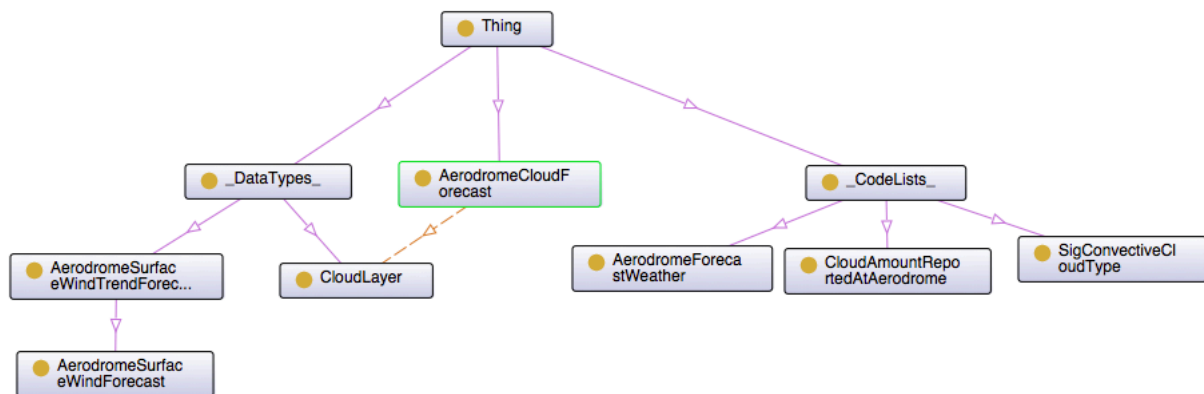 Thing
_DataTypes_
AerodromeCloudF
orecast
_CodeLists_
AerodromeSurfac
eWindTrendForec...
CloudLayer
AerodromeForeca
stWeather
CloudAmountRepo
rtedAtAerodrome
SigConvectiveCl
oudType
AerodromeSurfac
eWindForecast